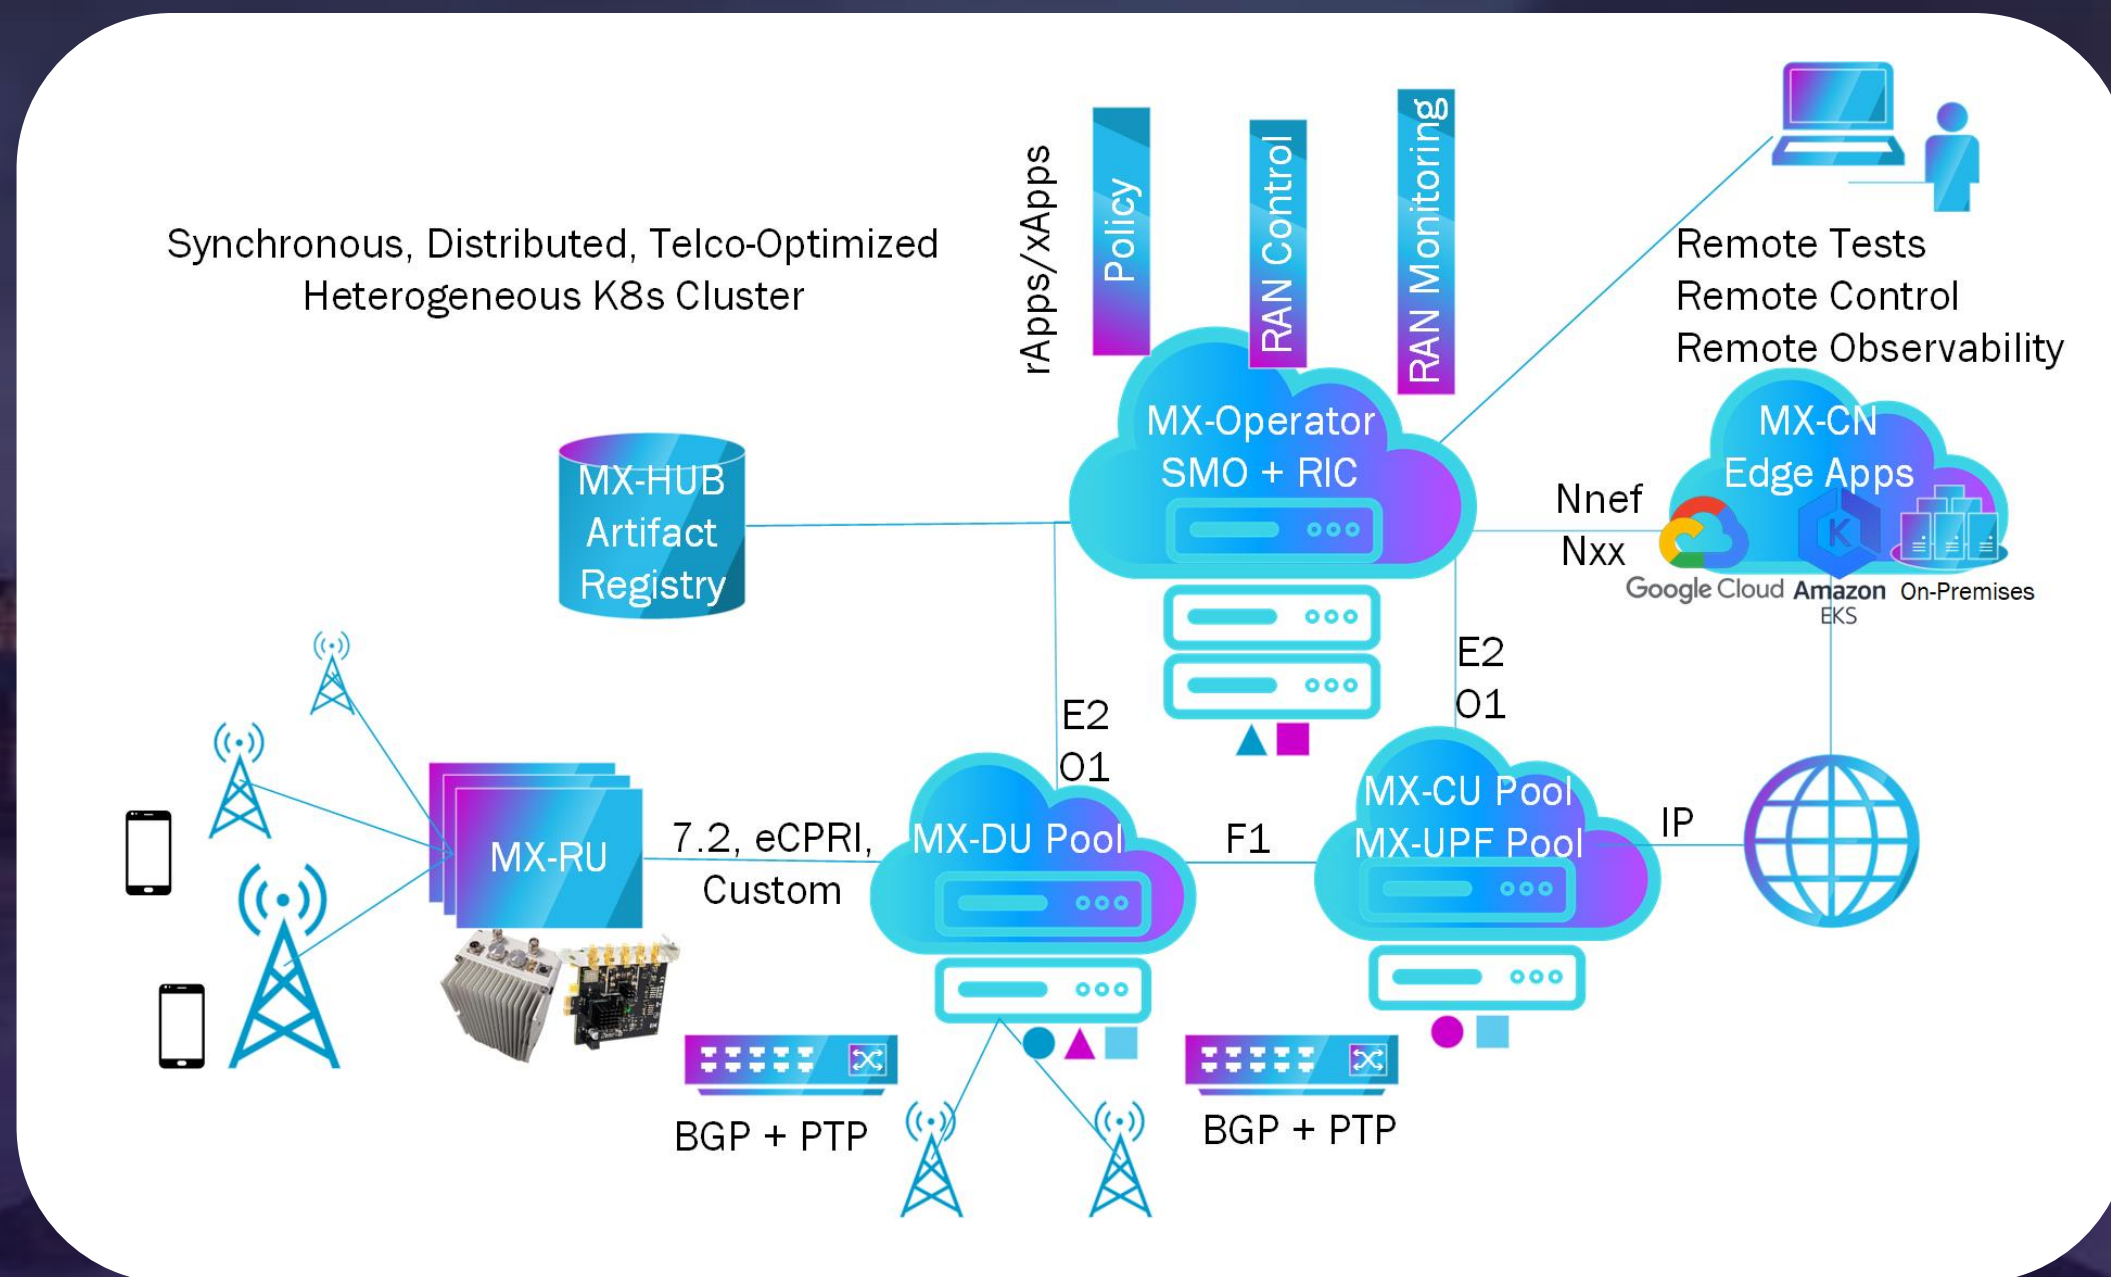 Synchronous, Distributed, Telco-Optimized
Heterogeneous K8s Cluster
rApps/xApps
Policy
RAN Control
RAN Monitoring
Remote Tests
Remote Control
Remote Observability
MX-Operator
SMO + RIC
MX-CN
Edge Apps
MX-HUB
Artifact
Registry
Nnef
Nxx
K
Google Cloud
Amazon
EKS
On-Premises
E2
O1
E2
O1
MX-RU
7.2, eCPRI,
Custom
MX-DU Pool
F1
MX-CU Pool
MX-UPF Pool
IP
BGP + PTP
BGP + PTP